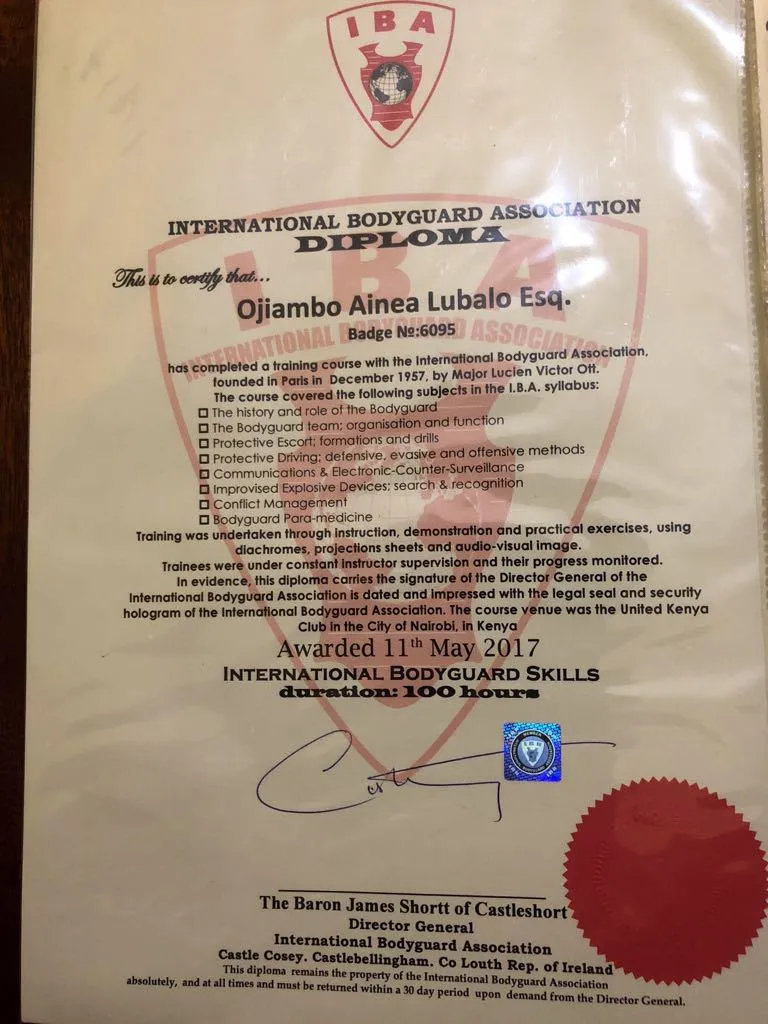 IBA
INTERNATIONAL BODYGUARD ASSOCIATION
DIPLOMA
This is to certify that...
Ojiambo Ainea Lubalo Esq.
Badge №:6095
IBA
INTERNATIONAL BODYGUARD ASSOCIATION
has completed a training course with the International Bodyguard Association,
founded in Paris in December 1957, by Major Lucien Victor Ott.
The course covered the following subjects in the I.B.A. syllabus:
☐ The history and role of the Bodyguard
☐ The Bodyguard team; organisation and function
☐ Protective Escort; formations and drills
☐ Protective Driving; defensive, evasive and offensive methods
☐ Communications & Electronic-Counter-Surveillance
☐ Improvised Explosive Devices; search & recognition
☐ Conflict Management
☐ Bodyguard Para-medicine
Training was undertaken through instruction, demonstration and practical exercises, using
diachromes, projections sheets and audio-visual image.
Trainees were under constant instructor supervision and their progress monitored.
In evidence, this diploma carries the signature of the Director General of the
International Bodyguard Association is dated and impressed with the legal seal and security
hologram of the International Bodyguard Association. The course venue was the United Kenya
Club in the City of Nairobi, in Kenya
Awarded 11th May 2017
INTERNATIONAL BODYGUARD SKILLS
duration: 100 hours
IBA
The Baron James Shortt of Castleshort
Director General
International Bodyguard Association
Castle Cosey. Castlebellingham. Co Louth Rep. of Ireland
This diploma remains the property of the International Bodyguard Association
absolutely, and at all times and must be returned within a 30 day period upon demand from the Director General.